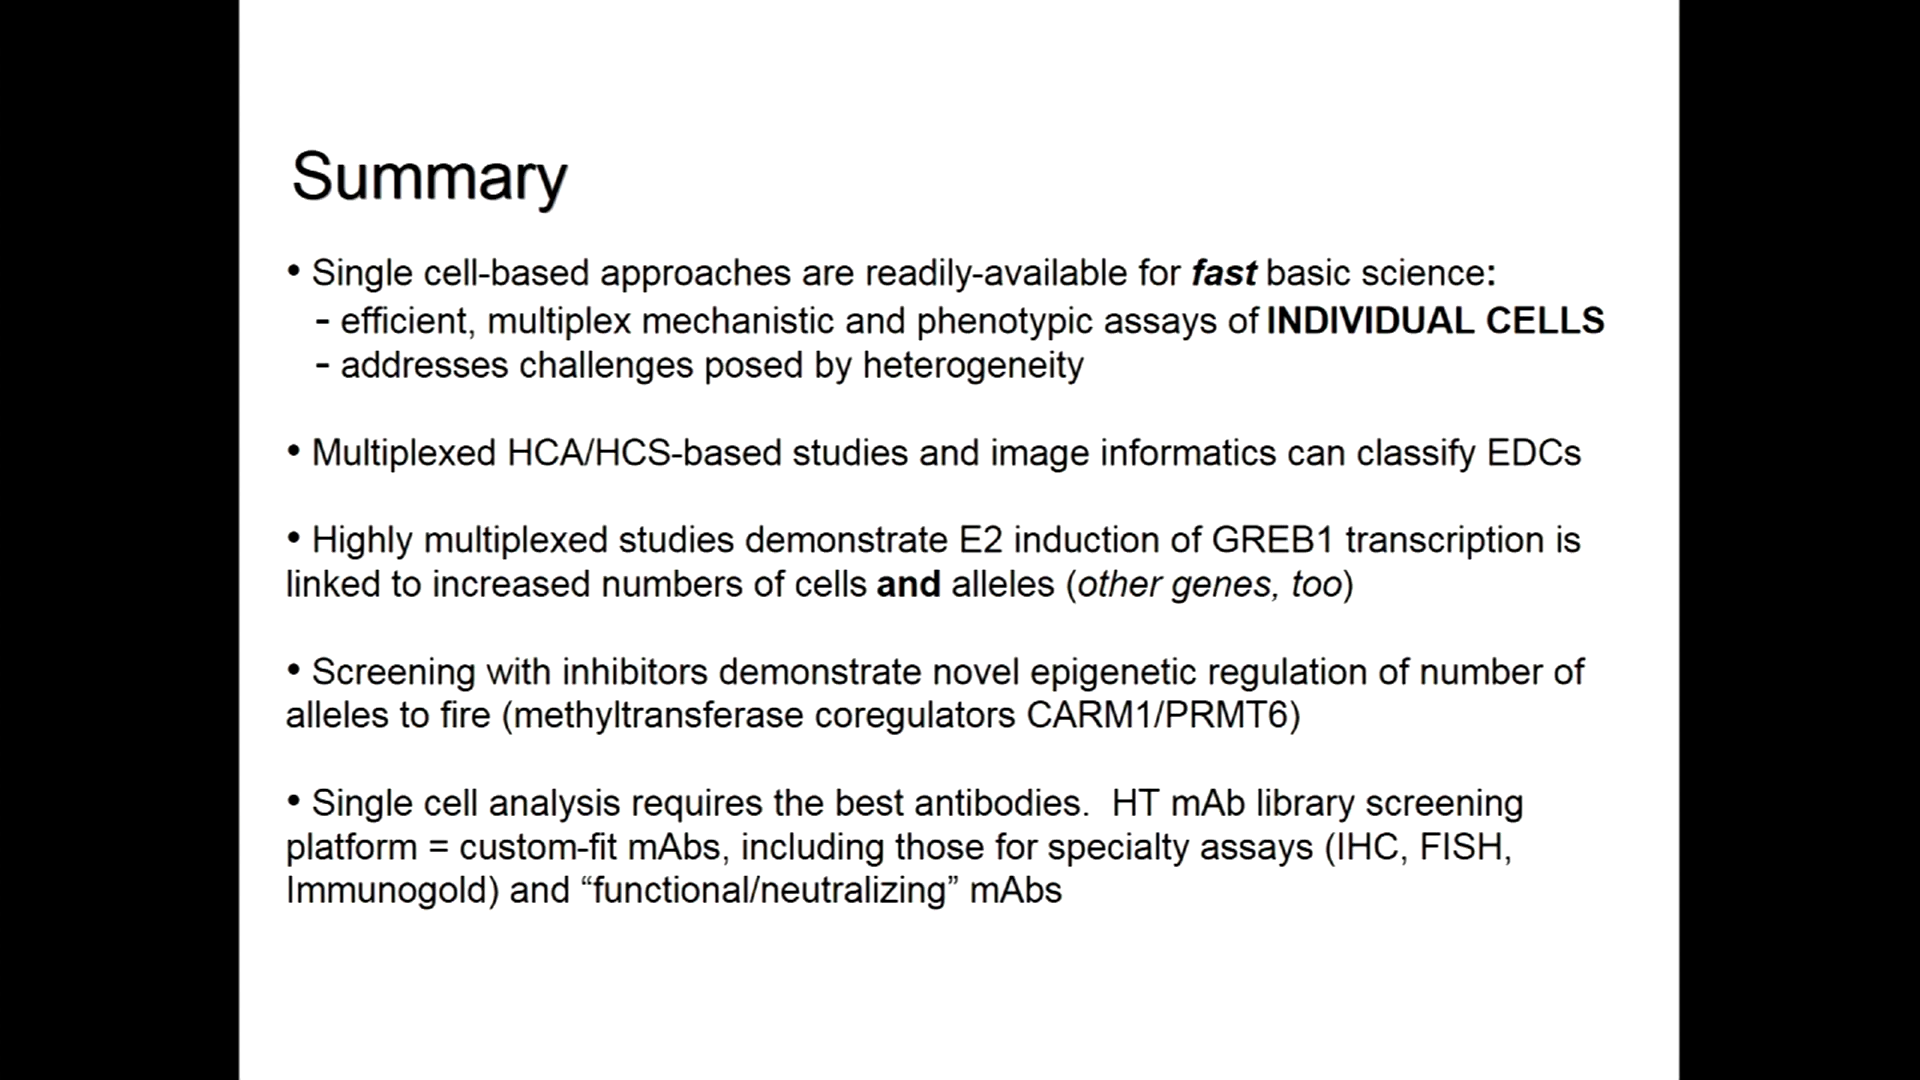 Summary
• Single cell-based approaches are readily-available for fast basic science:
- efficient, multiplex mechanistic and phenotypic assays of INDIVIDUAL CELLS
- addresses challenges posed by heterogeneity
• Multiplexed HCA/HCS-based studies and image informatics can classify EDCs
• Highly multiplexed studies demonstrate E2 induction of GREB1 transcription is
linked to increased numbers of cells and alleles (other genes, too)
• Screening with inhibitors demonstrate novel epigenetic regulation of number of
alleles to fire (methyltransferase coregulators CARM1/PRMT6)
• Single cell analysis requires the best antibodies.  HT mAb library screening
platform = custom-fit mAbs, including those for specialty assays (IHC, FISH,
Immunogold) and “functional/neutralizing” mAbs